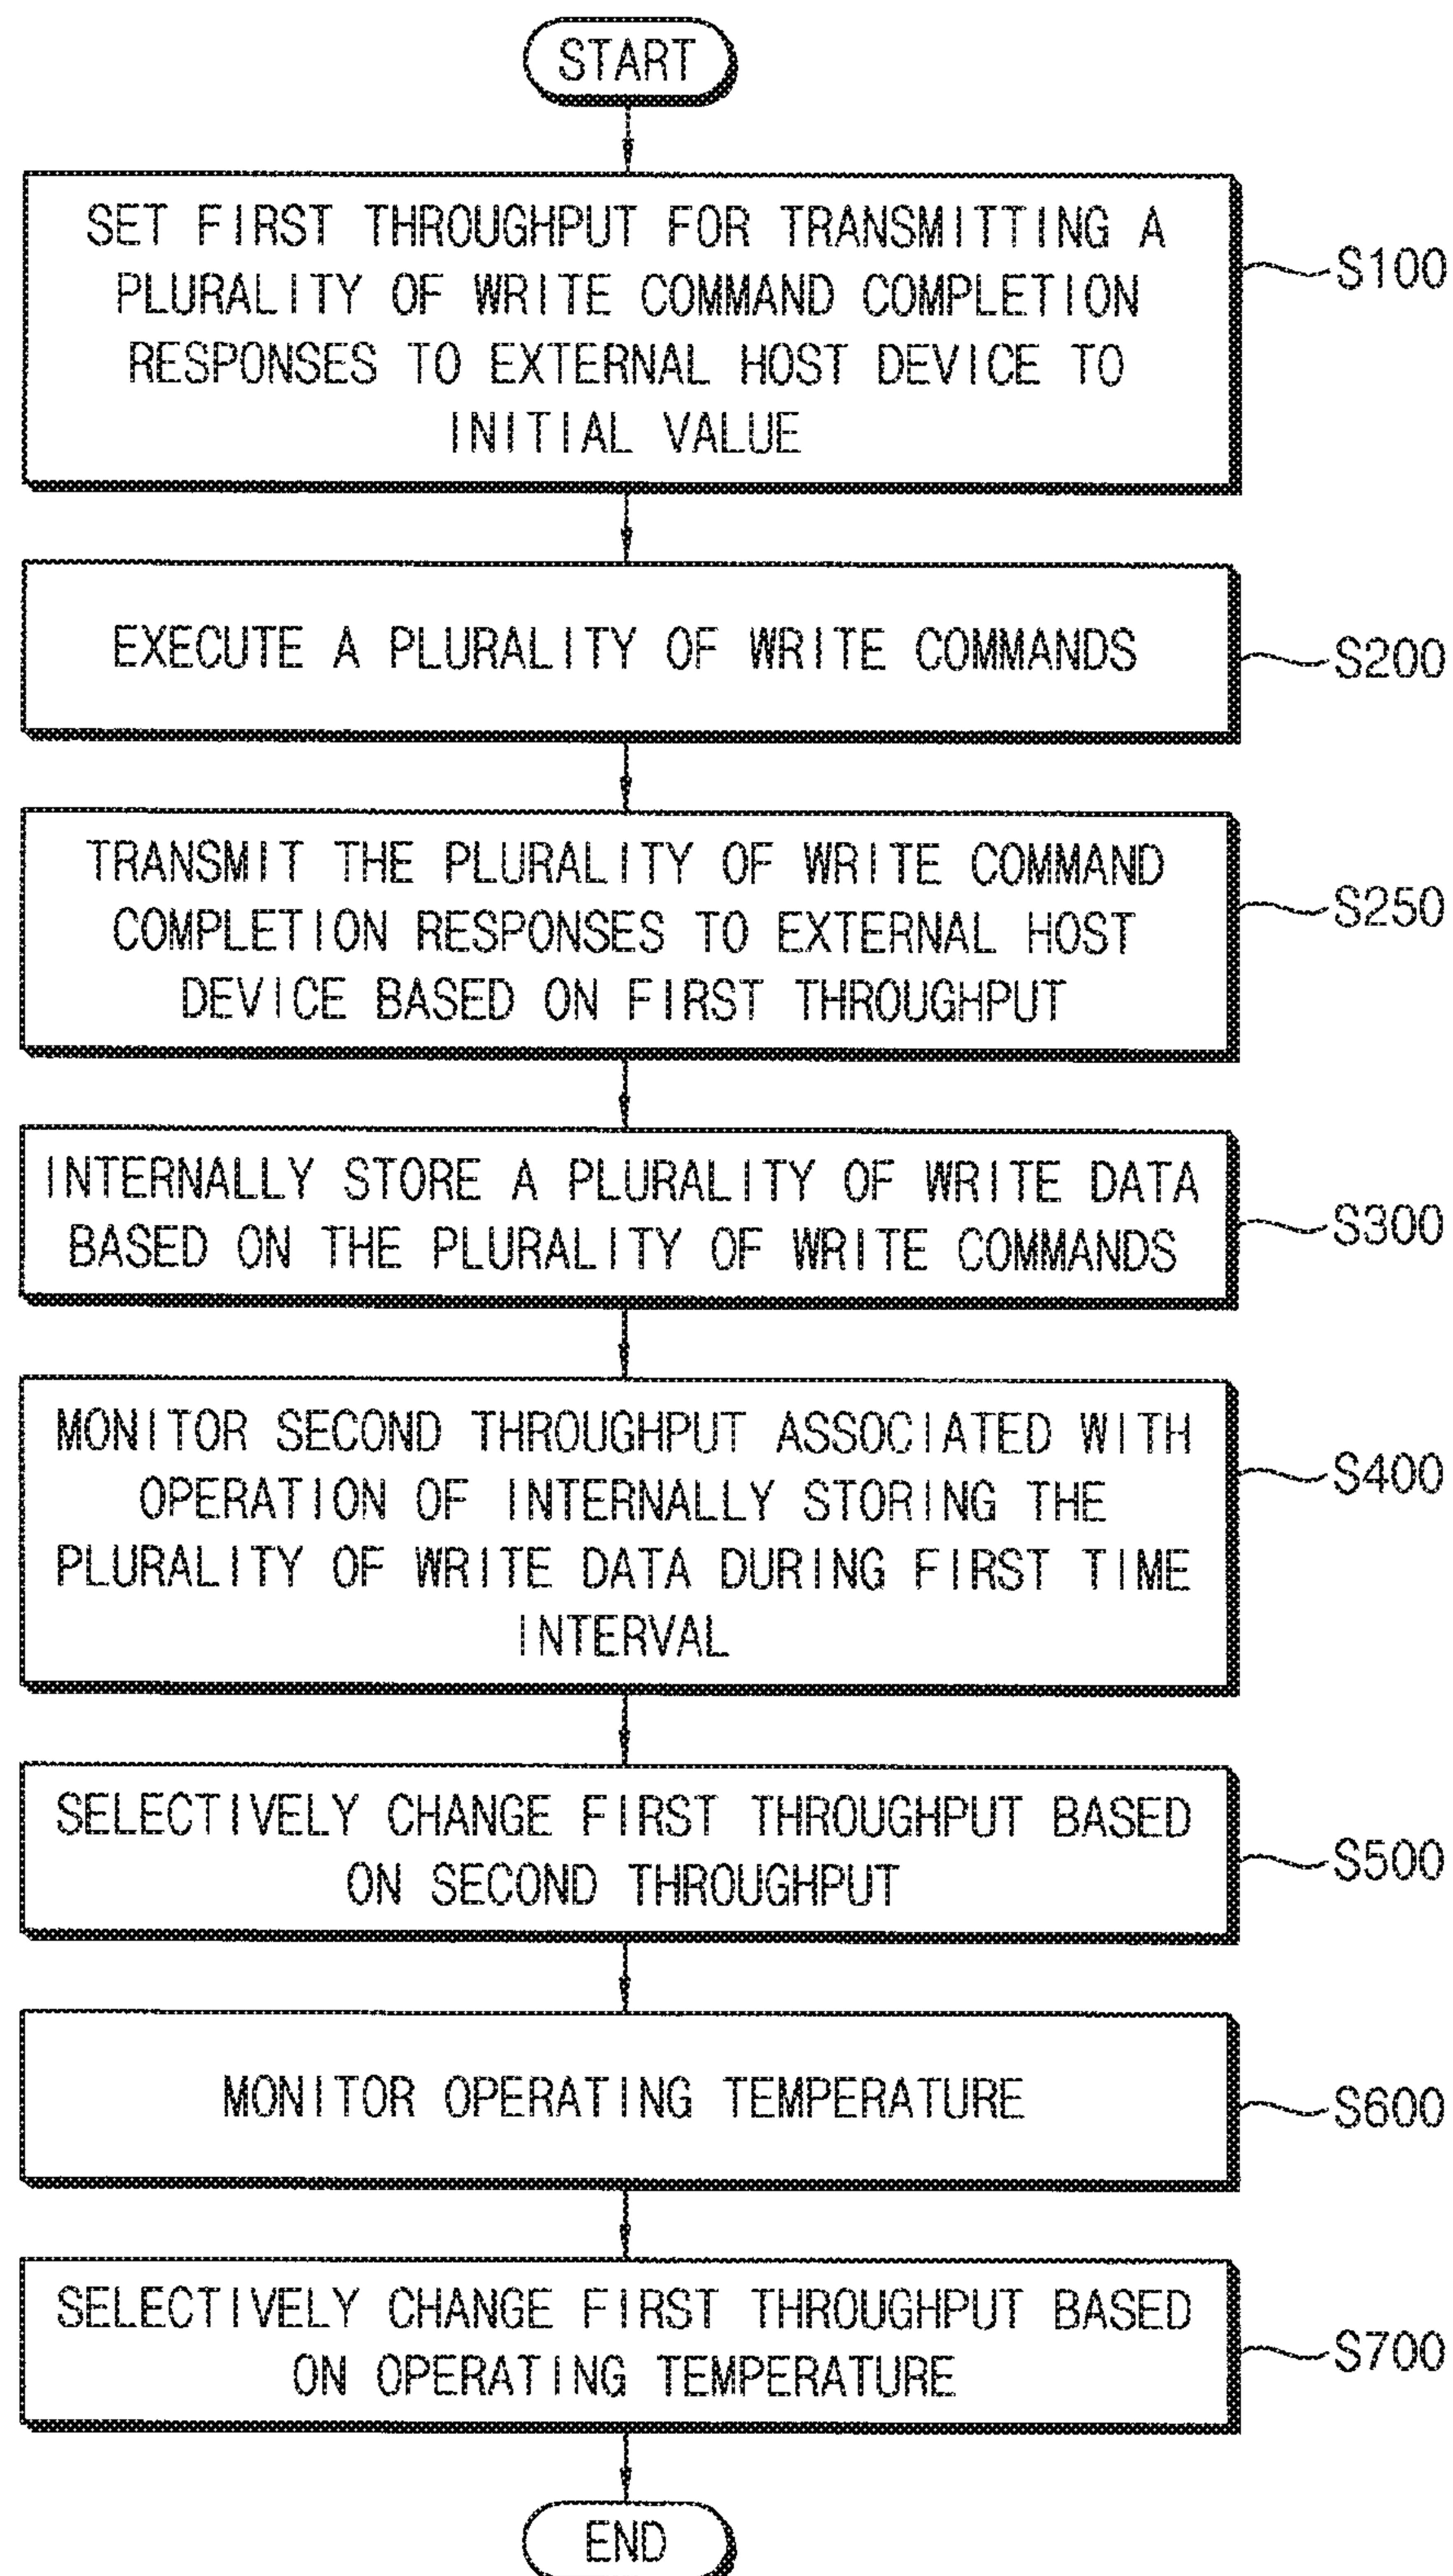 START
SET FIRST THROUGHPUT FOR TRANSMITTING A
PLURALITY OF WRITE COMMAND COMPLETION
RESPONSES TO EXTERNAL HOST DEVICE TO
INITIAL VALUE
S100
EXECUTE A PLURALITY OF WRITE COMMANDS
S200
TRANSMIT THE PLURALITY OF WRITE COMMAND
COMPLETION RESPONSES TO EXTERNAL HOST
DEVICE BASED ON FIRST THROUGHPUT
S250
INTERNALLY STORE A PLURALITY OF WRITE DATA
BASED ON THE PLURALITY OF WRITE COMMANDS
S300
MONITOR SECOND THROUGHPUT ASSOCIATED WITH
OPERATION OF INTERNALLY STORING THE
PLURALITY OF WRITE DATA DURING FIRST TIME
INTERVAL
S400
SELECTIVELY CHANGE FIRST THROUGHPUT BASED
ON SECOND THROUGHPUT
S500
MONITOR OPERATING TEMPERATURE
S600
SELECTIVELY CHANGE FIRST THROUGHPUT BASED
ON OPERATING TEMPERATURE
S700
END